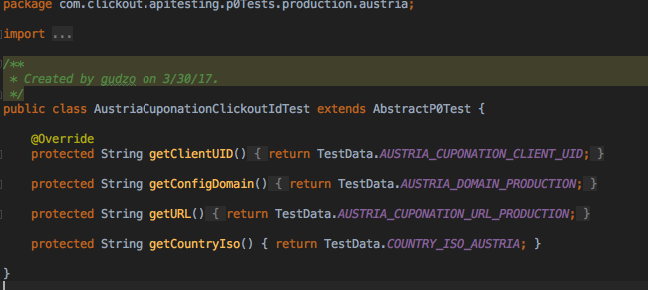 package com.clickout.apitesting.p0Tests.production.austria;
import ...
/**
* Created by gudzo on 3/30/17.
*/
public class AustriaCuponationClickoutIdTest extends AbstractP0Test {
@Override
protected String getClientUID() { return TestData.AUSTRIA_CUPONATION_CLIENT_UID; }
protected String getConfigDomain() { return TestData.AUSTRIA_DOMAIN_PRODUCTION; }
protected String getURL() { return TestData.AUSTRIA_CUPONATION_URL_PRODUCTION; }
protected String getCountryIso() { return TestData.COUNTRY_ISO_AUSTRIA; }
}